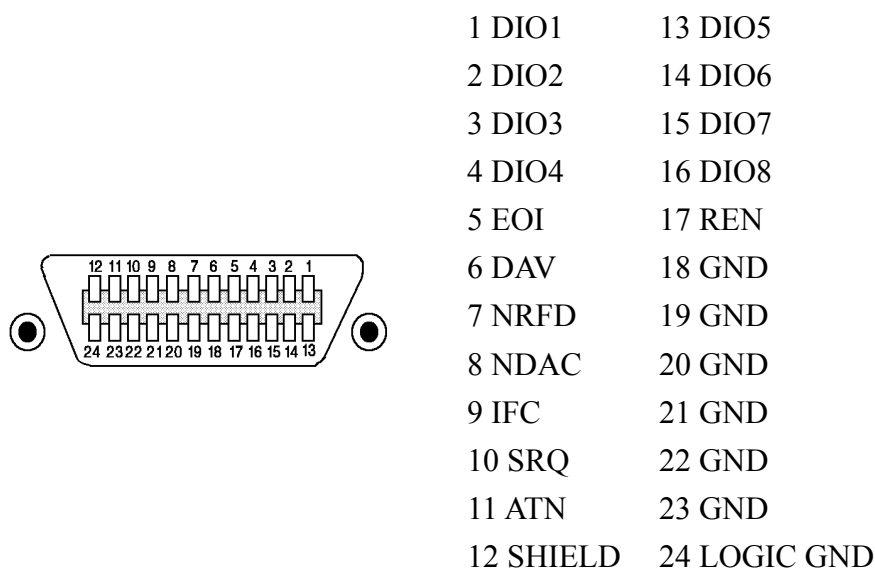 1 DIO1 13 DIO5
2 DIO2 14 DIO6
3 DIO3 15 DIO7
4 DIO4 16 DIO8
5 EOI 17 REN
6 DAV 18 GND
7 NRFD 19 GND
8 NDAC 20 GND
9 IFC 21 GND
10 SRQ 22 GND
11 ATN 23 GND
12 SHIELD 24 LOGIC GND
12 11 10 9 8 7 6 5 4 3 2 1
24 23 22 21 20 19 18 17 16 15 14 13